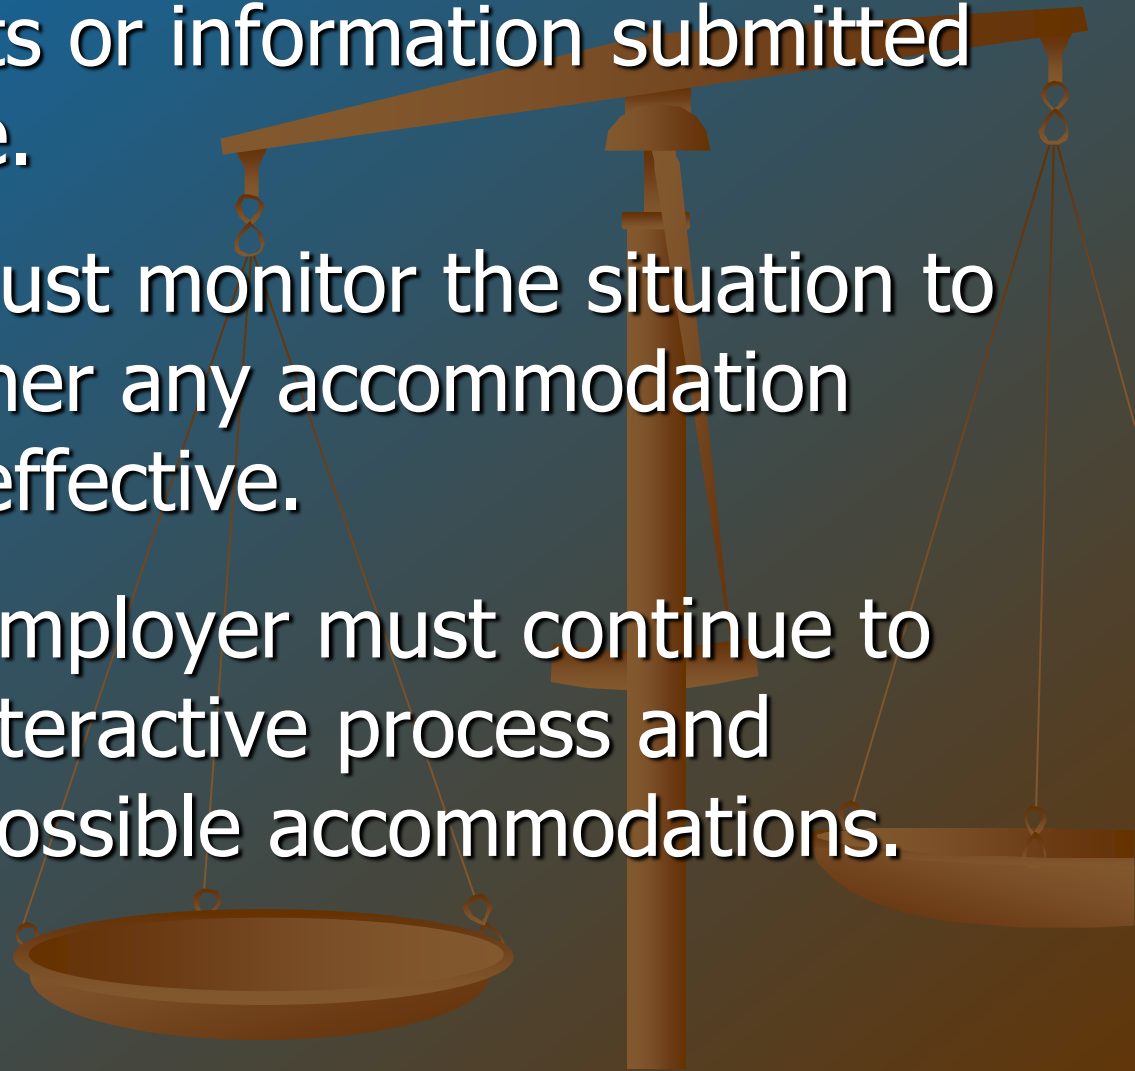 ts or information submitted
e.
ust monitor the situation to
her any accommodation
effective.
mployer must continue to
teractive process and
ossible accommodations.